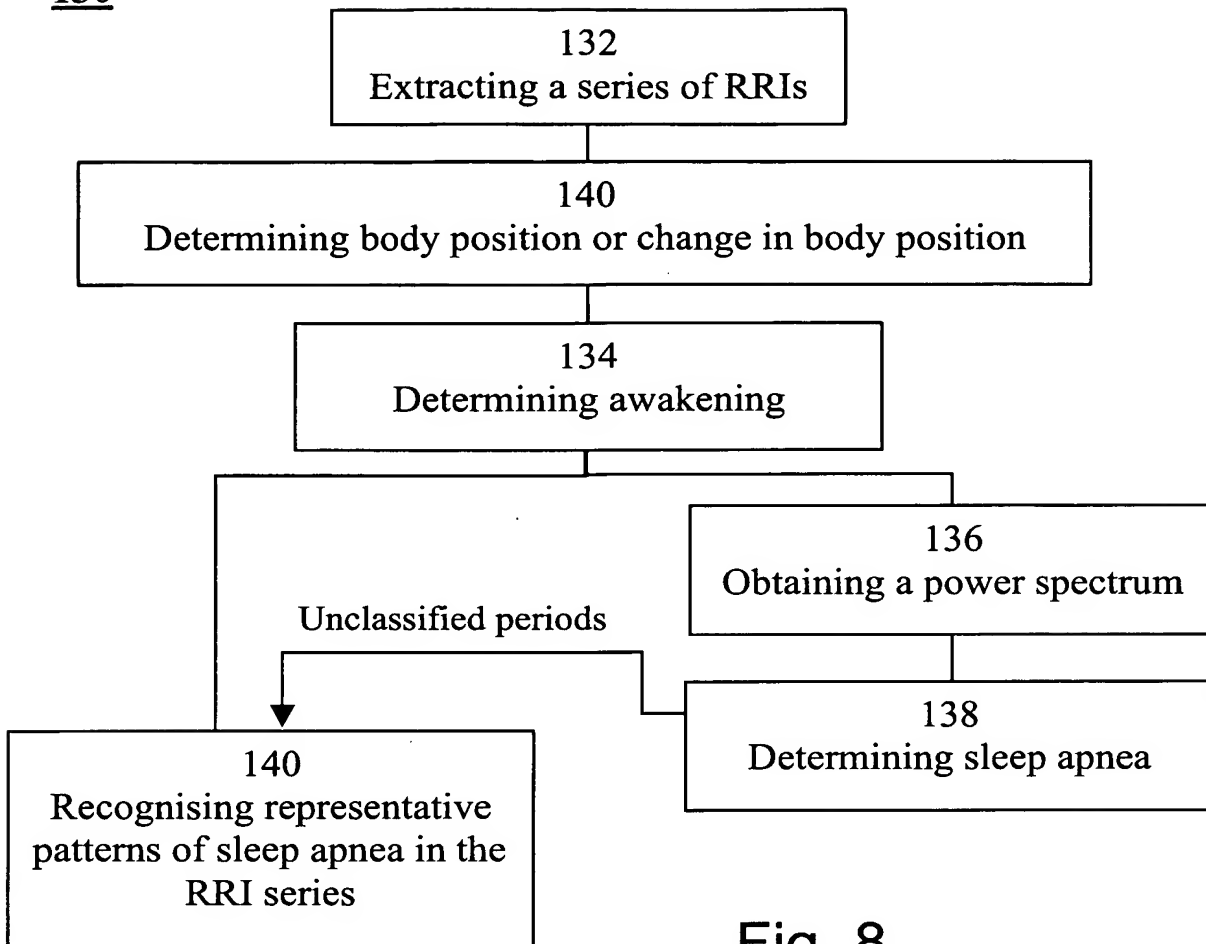 132
Extracting a series of RRIs
140
Determining body position or change in body position
134
Determining awakening
136
Obtaining a power spectrum
Unclassified periods
138
Determining sleep apnea
140
Recognising representative
patterns of sleep apnea in the
RRI series
Fig. 8